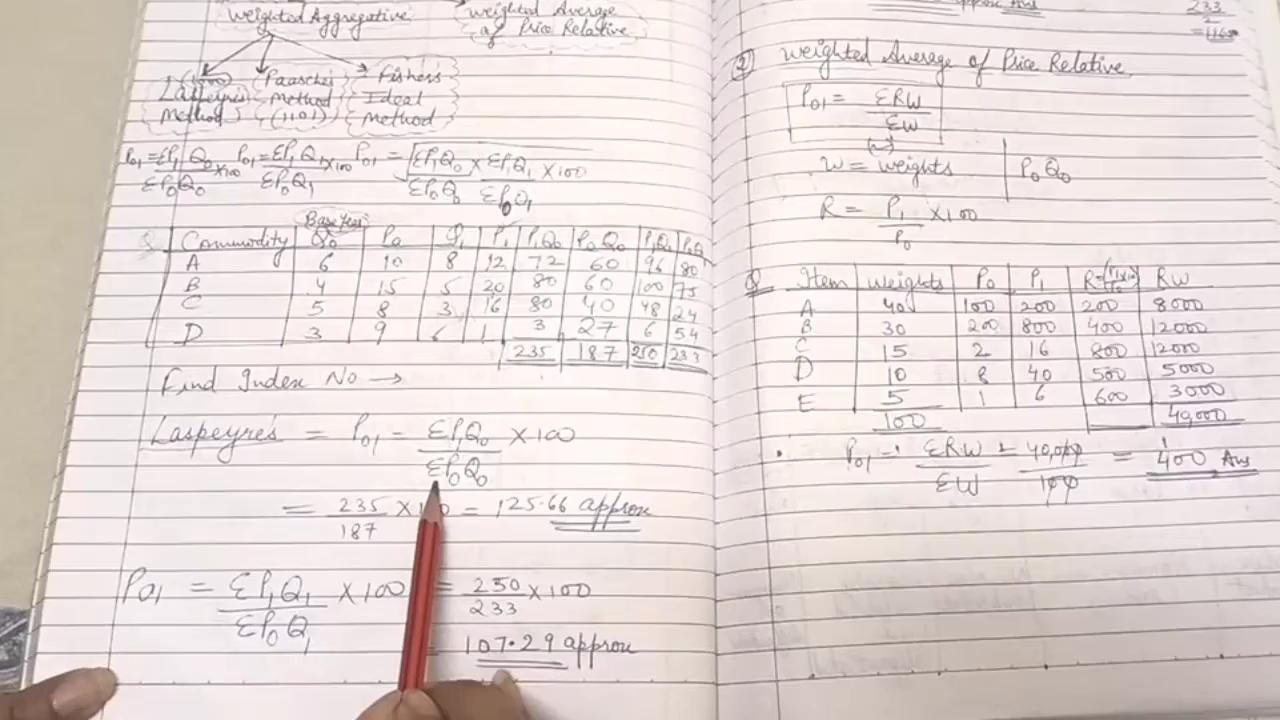 Weighted Aggregative
Weighted Average
of Price Relative
Laspeyres
method
Paasche's
method
(1101)
Fisher's
Ideal
method
P01 = ΣP1Q0 / ΣP0Q0 ×100 P01 = ΣP1Q1 / ΣP0Q1 ×100 P01 = √ΣP1Q0 / ΣP0Q0 × ΣP1Q1 / ΣP0Q1 ×100
Base Year
Q Commodity Q0 P0 Q1 P1 P1Q0 P0Q0 P1Q1 P0Q1
A 6 10 8 12 72 60 96 80
B 4 15 5 20 80 60 100 75
C 5 8 3 16 80 40 48 24
D 3 9 6 1 3 27 6 54
235 187 250 233
Find Index No →
Laspeyre's = P01 = ΣP1Q0 / ΣP0Q0 ×100
= 235 / 187 × = 125.66 approx
P01 = ΣP1Q1 / ΣP0Q1 ×100 = 250 / 233 ×100
107.29 approx
approx Ans
233
2 Weighted Average of Price Relative
P01 = ΣRW / ΣW
W = weights P0Q0
R = P1 / P0 ×100
Q Item weights P0 P1 R = P1/P0 ×100 RW
A 40 100 200 200 8000
B 30 200 800 400 12000
C 15 2 16 800 12000
D 10 8 40 500 5000
E 5 1 6 600 3000
100 40,000
P01 = ΣRW / ΣW = 40,000 / 100 = 400 Ans